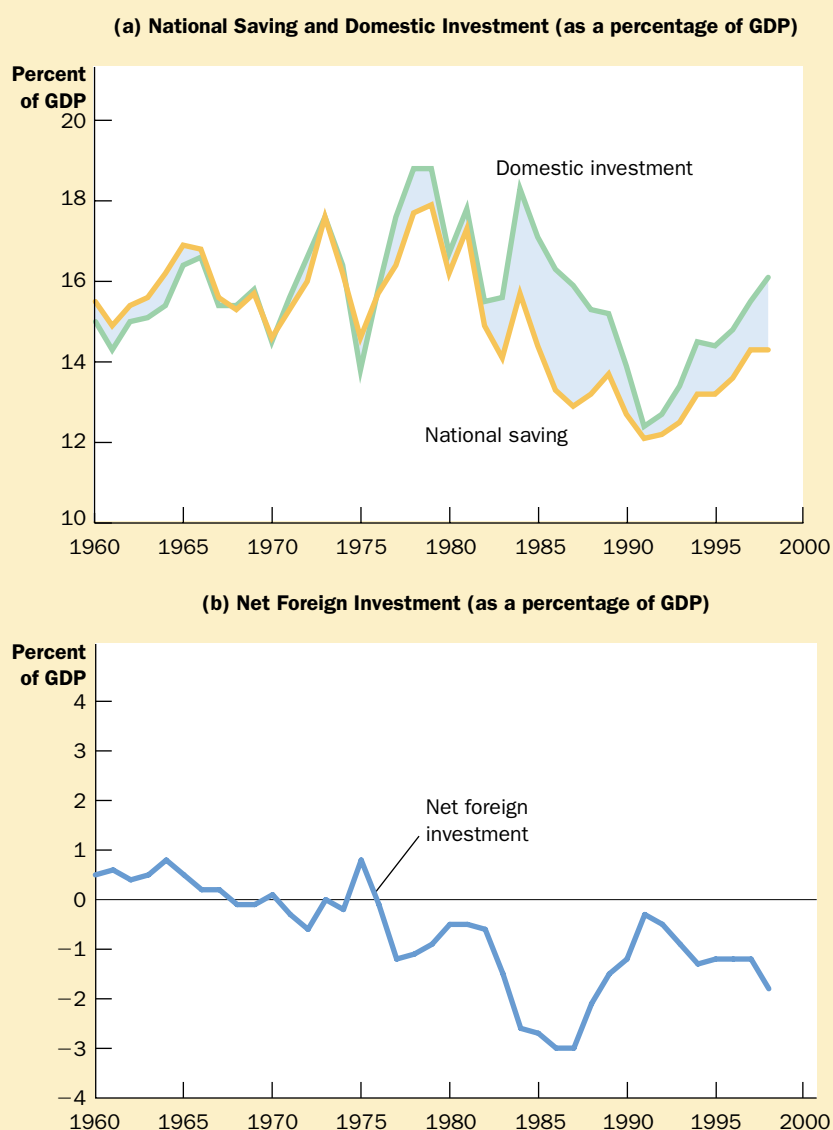 (a) National Saving and Domestic Investment (as a percentage of GDP)
Percent
of GDP
20
18
16
14
12
10
Domestic investment
National saving
1960 1965 1970 1975 1980 1985 1990 1995 2000
(b) Net Foreign Investment (as a percentage of GDP)
Percent
of GDP
4
3
2
1
0
−1
−2
−3
−4
Net foreign
investment
1960 1965 1970 1975 1980 1985 1990 1995 2000